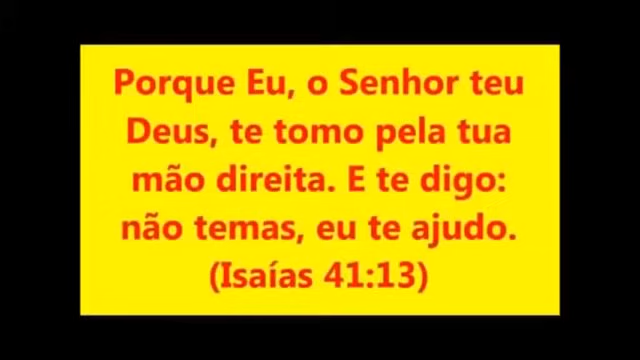 Porque Eu, o Senhor teu
Deus, te tomo pela tua
mão direita. E te digo:
não temas, eu te ajudo.
(Isaías 41:13)